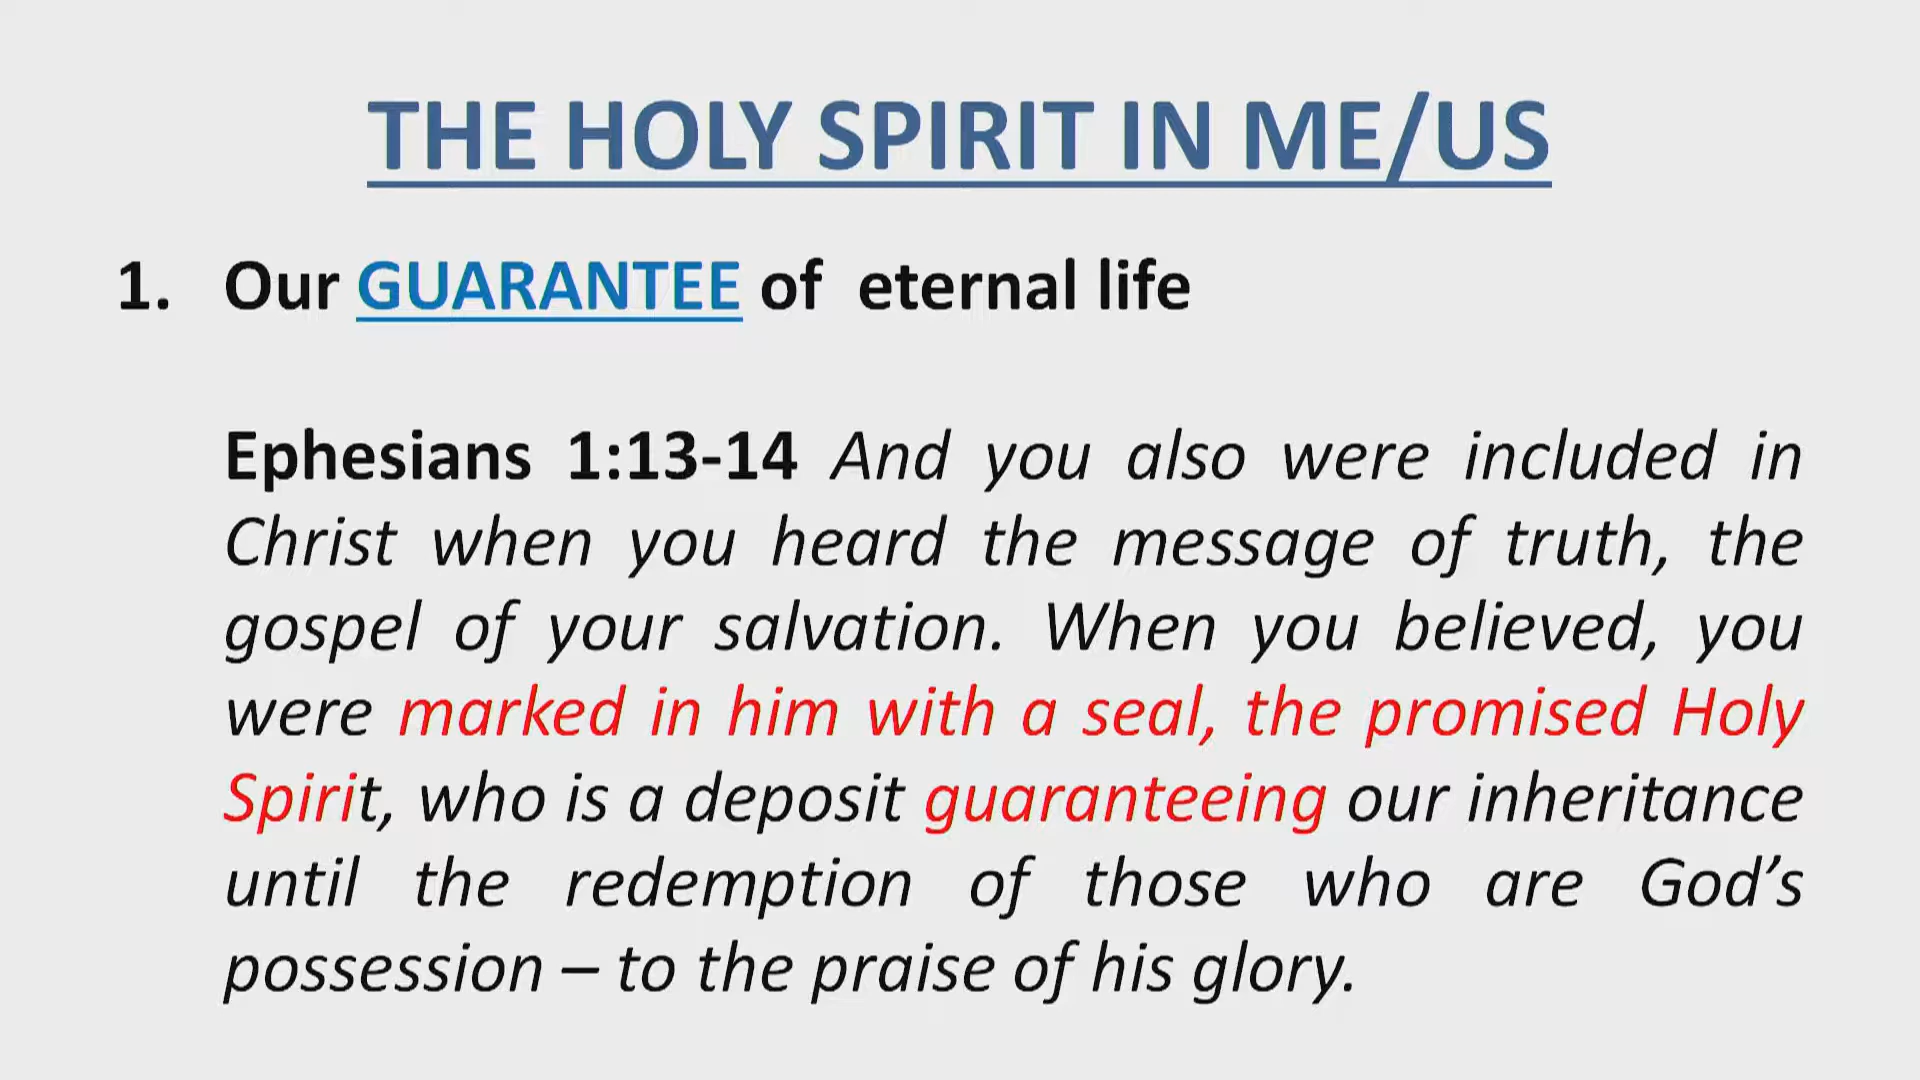 THE HOLY SPIRIT IN ME/US
1. Our GUARANTEE of eternal life
Ephesians 1:13-14 And you also were included in
Christ when you heard the message of truth, the
gospel of your salvation. When you believed, you
were marked in him with a seal, the promised Holy
Spirit, who is a deposit guaranteeing our inheritance
until the redemption of those who are God’s
possession – to the praise of his glory.